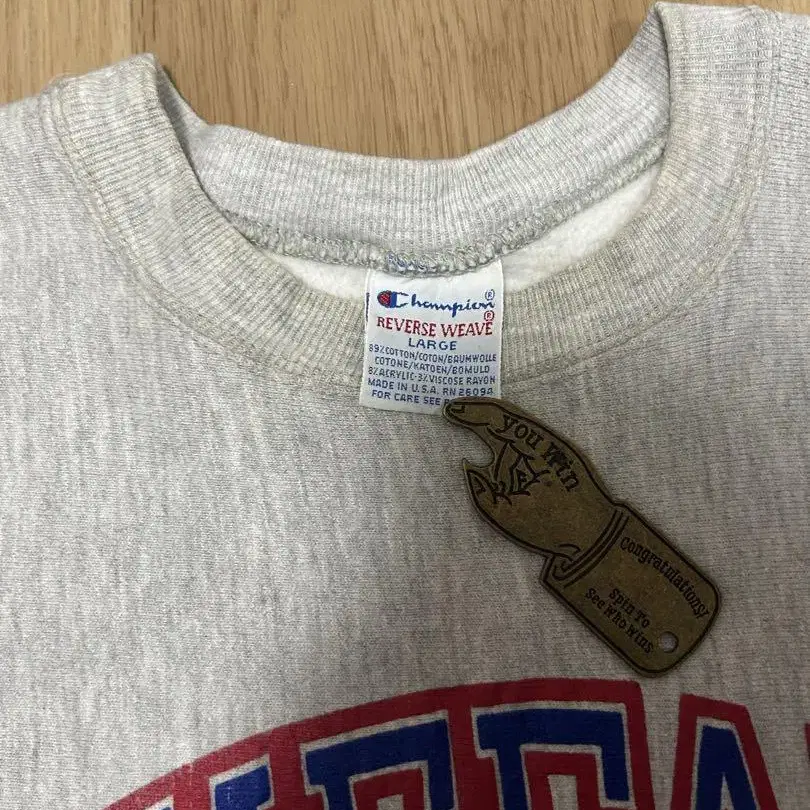 Champion®
REVERSE WEAVE®
LARGE
89%COTTON/COTON/BAUMWOLLE
COTONE/KATOEN/BOMULD
8%ACRYLIC-3%VISCOSE RAYON
MADE IN U.S.A. RN 26094
FOR CARE SEE
you win
Congratulations!
Spin To
See Who Wins